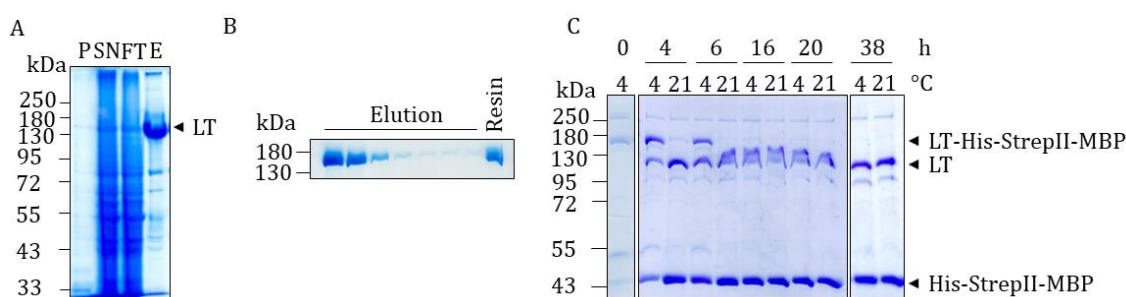 A
P SN FT E
kDa
250
180
130
95
72
55
43
33
LT
B
Elution
Resin
kDa
180
130
C
0 4 6 16 20 38 h
4 4 21 4 21 4 21 4 21 4 21 °C
kDa
250
180
130
95
72
55
43
LT-His-StrepII-MBP
LT
His-StrepII-MBP